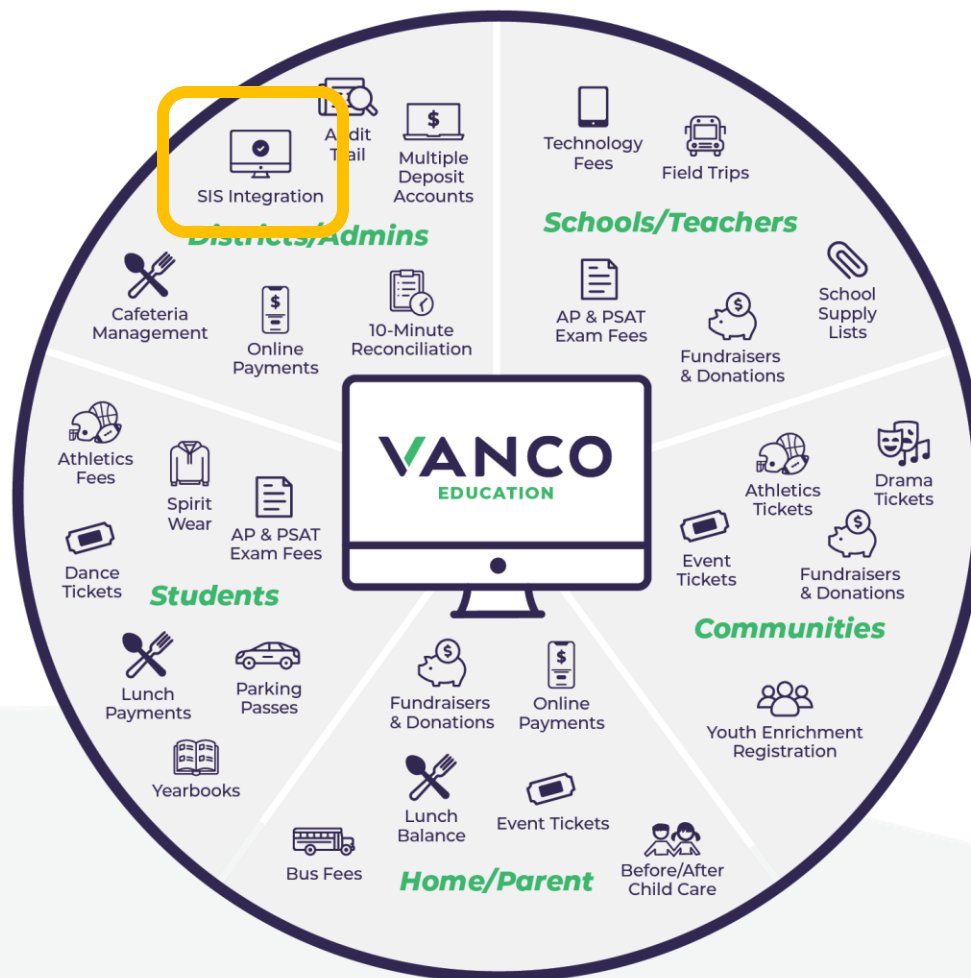 Audit
Trail
SIS Integration
$
Multiple
Deposit
Accounts
Districts/Admins
Cafeteria
Management
$
Online
Payments
10-Minute
Reconciliation
Technology
Fees
Field Trips
Schools/Teachers
AP & PSAT
Exam Fees
$
Fundraisers
& Donations
School
Supply
Lists
VANCO
EDUCATION
Athletics
Fees
Spirit
Wear
AP & PSAT
Exam Fees
Dance
Tickets
Students
Lunch
Payments
Parking
Passes
Yearbooks
Athletics
Tickets
Drama
Tickets
Event
Tickets
$
Fundraisers
& Donations
Communities
Youth Enrichment
Registration
$
Fundraisers
& Donations
$
Online
Payments
Lunch
Balance
Event Tickets
Bus Fees
Home/Parent
Before/After
Child Care